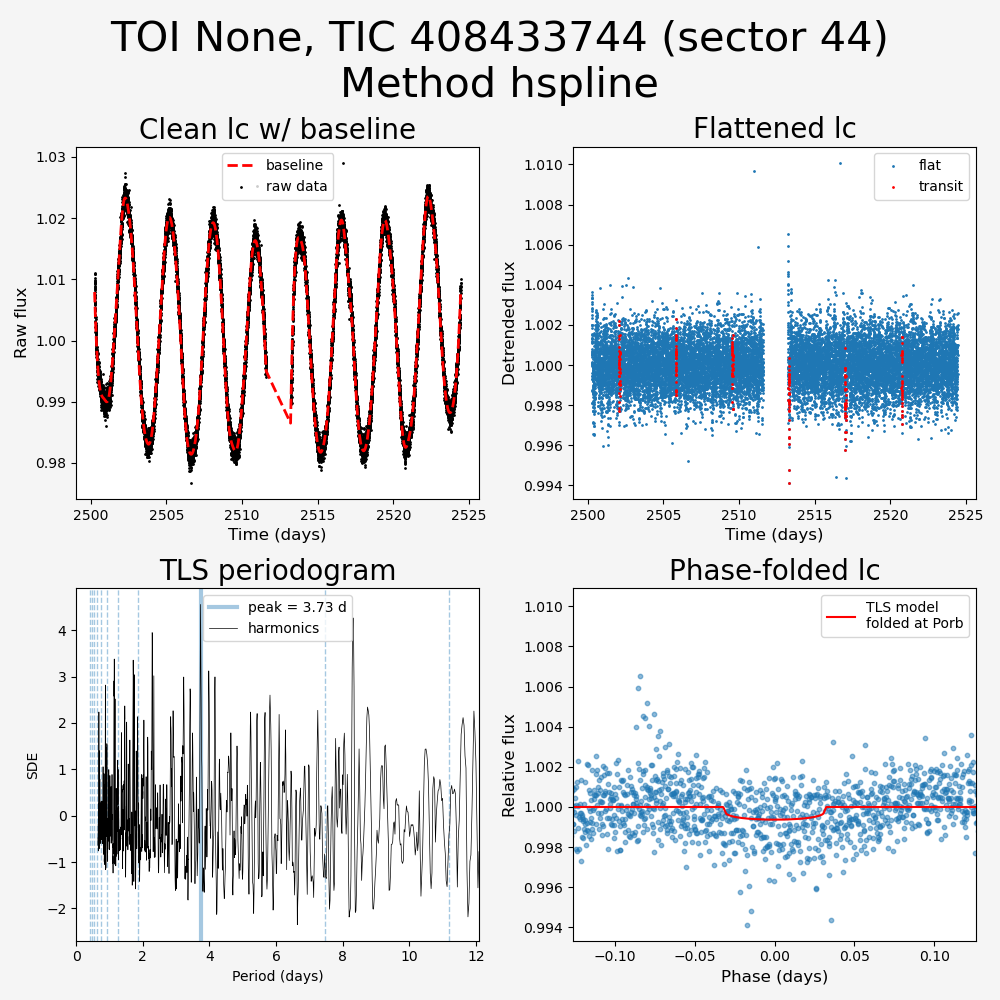 TOI None, TIC 408433744 (sector 44)
Method hspline
Clean lc w/ baseline
Flattened lc
1.03
1.02
1.01
1.00
0.99
0.98
Raw flux
baseline
raw data
2500
2505
2510
2515
2520
2525
Time (days)
1.010
1.008
1.006
1.004
1.002
1.000
0.998
0.996
0.994
Detrended flux
flat
transit
2500
2505
2510
2515
2520
2525
Time (days)
TLS periodogram
Phase-folded lc
4
3
2
1
0
−1
−2
SDE
peak = 3.73 d
harmonics
0
2
4
6
8
10
12
Period (days)
1.010
1.008
1.006
1.004
1.002
1.000
0.998
0.996
0.994
Relative flux
TLS model
folded at Porb
−0.10
−0.05
0.00
0.05
0.10
Phase (days)